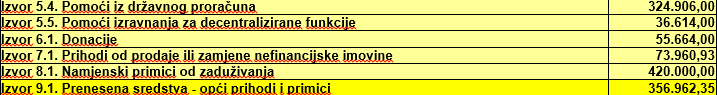 Izvor 5.4. Pomoći iz državnog proračuna 324.906,00
Izvor 5.5. Pomoći izravnanja za decentralizirane funkcije 36.614,00
Izvor 6.1. Donacije 55.664,00
Izvor 7.1. Prihodi od prodaje ili zamjene nefinancijske imovine 73.960,93
Izvor 8.1. Namjenski primici od zaduživanja 420.000,00
Izvor 9.1. Prenesena sredstva - opći prihodi i primici 356.962,35